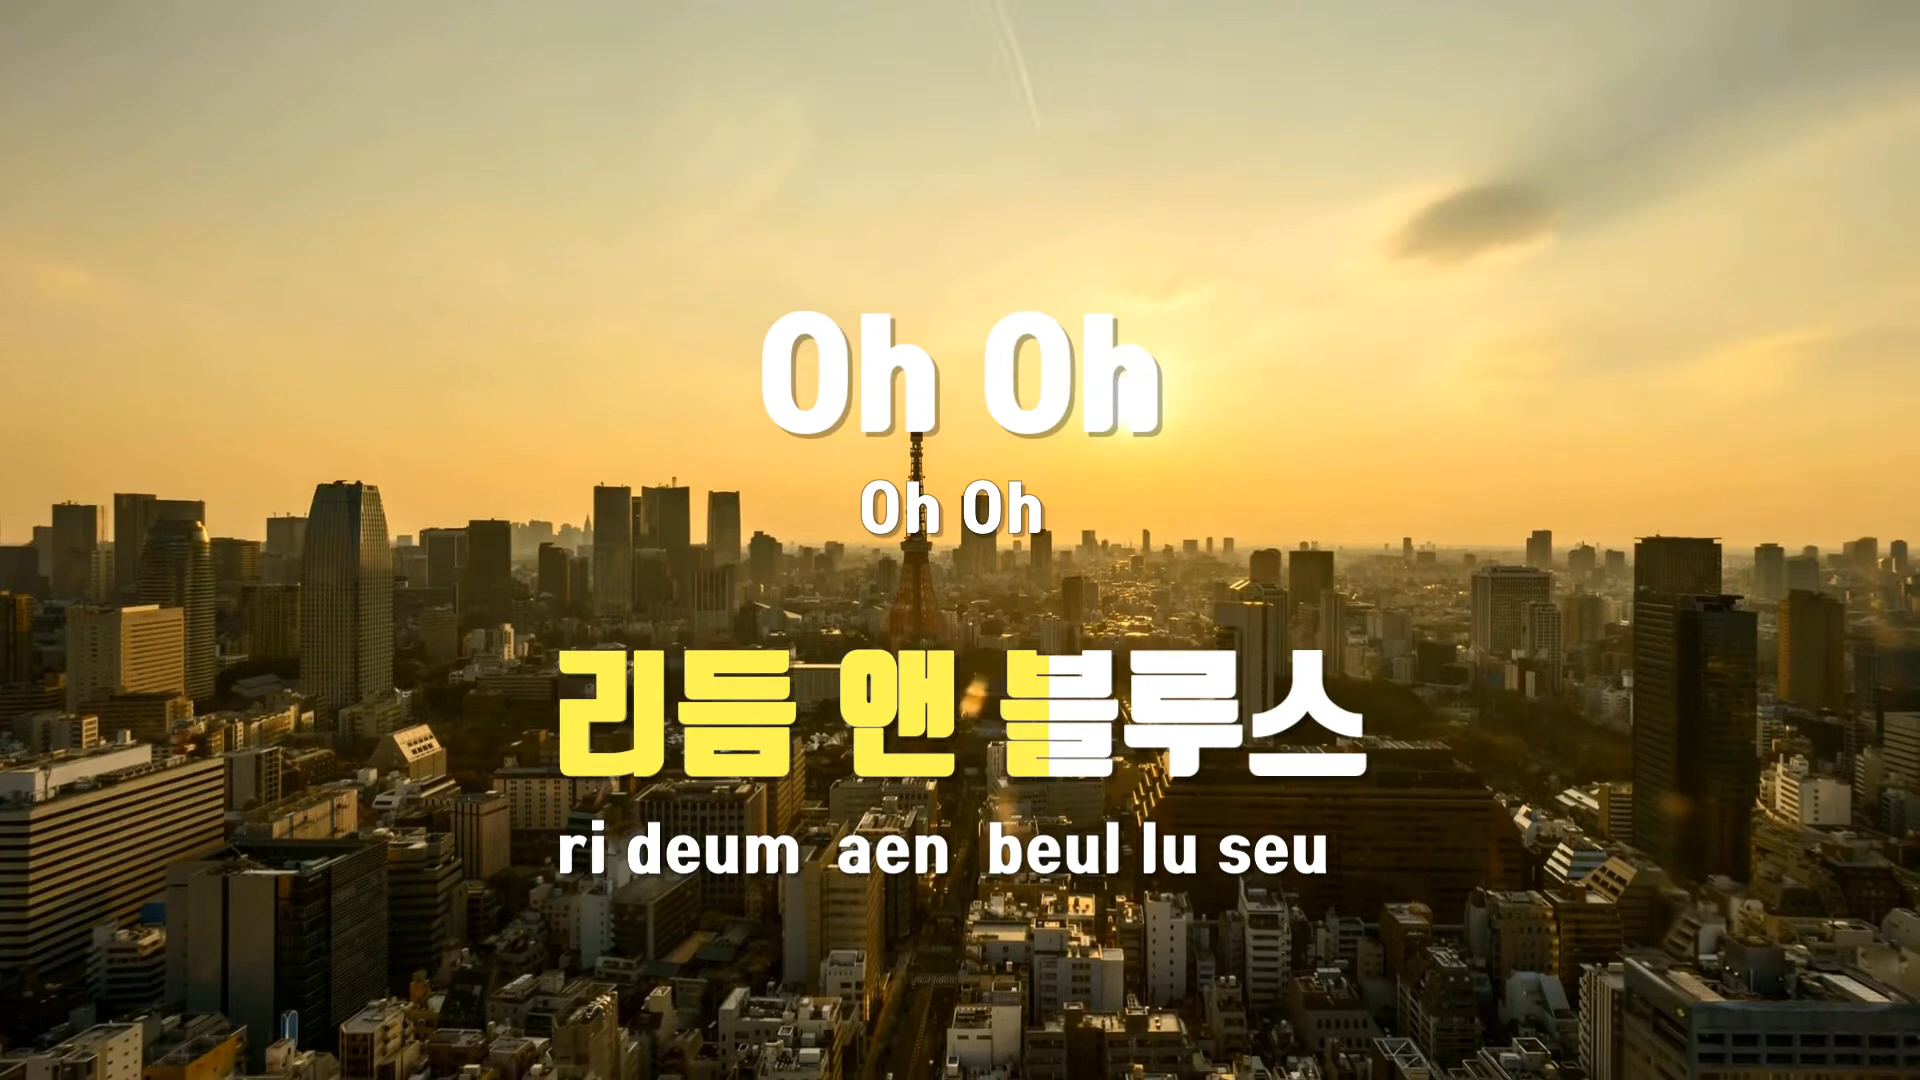 Oh Oh
Oh Oh
리듬 앤 블루스
ri deum aen beul lu seu